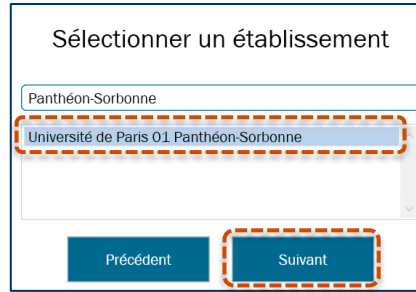 Sélectionner un établissement
Panthéon-Sorbonne
Université de Paris 01 Panthéon-Sorbonne
Précédent
Suivant